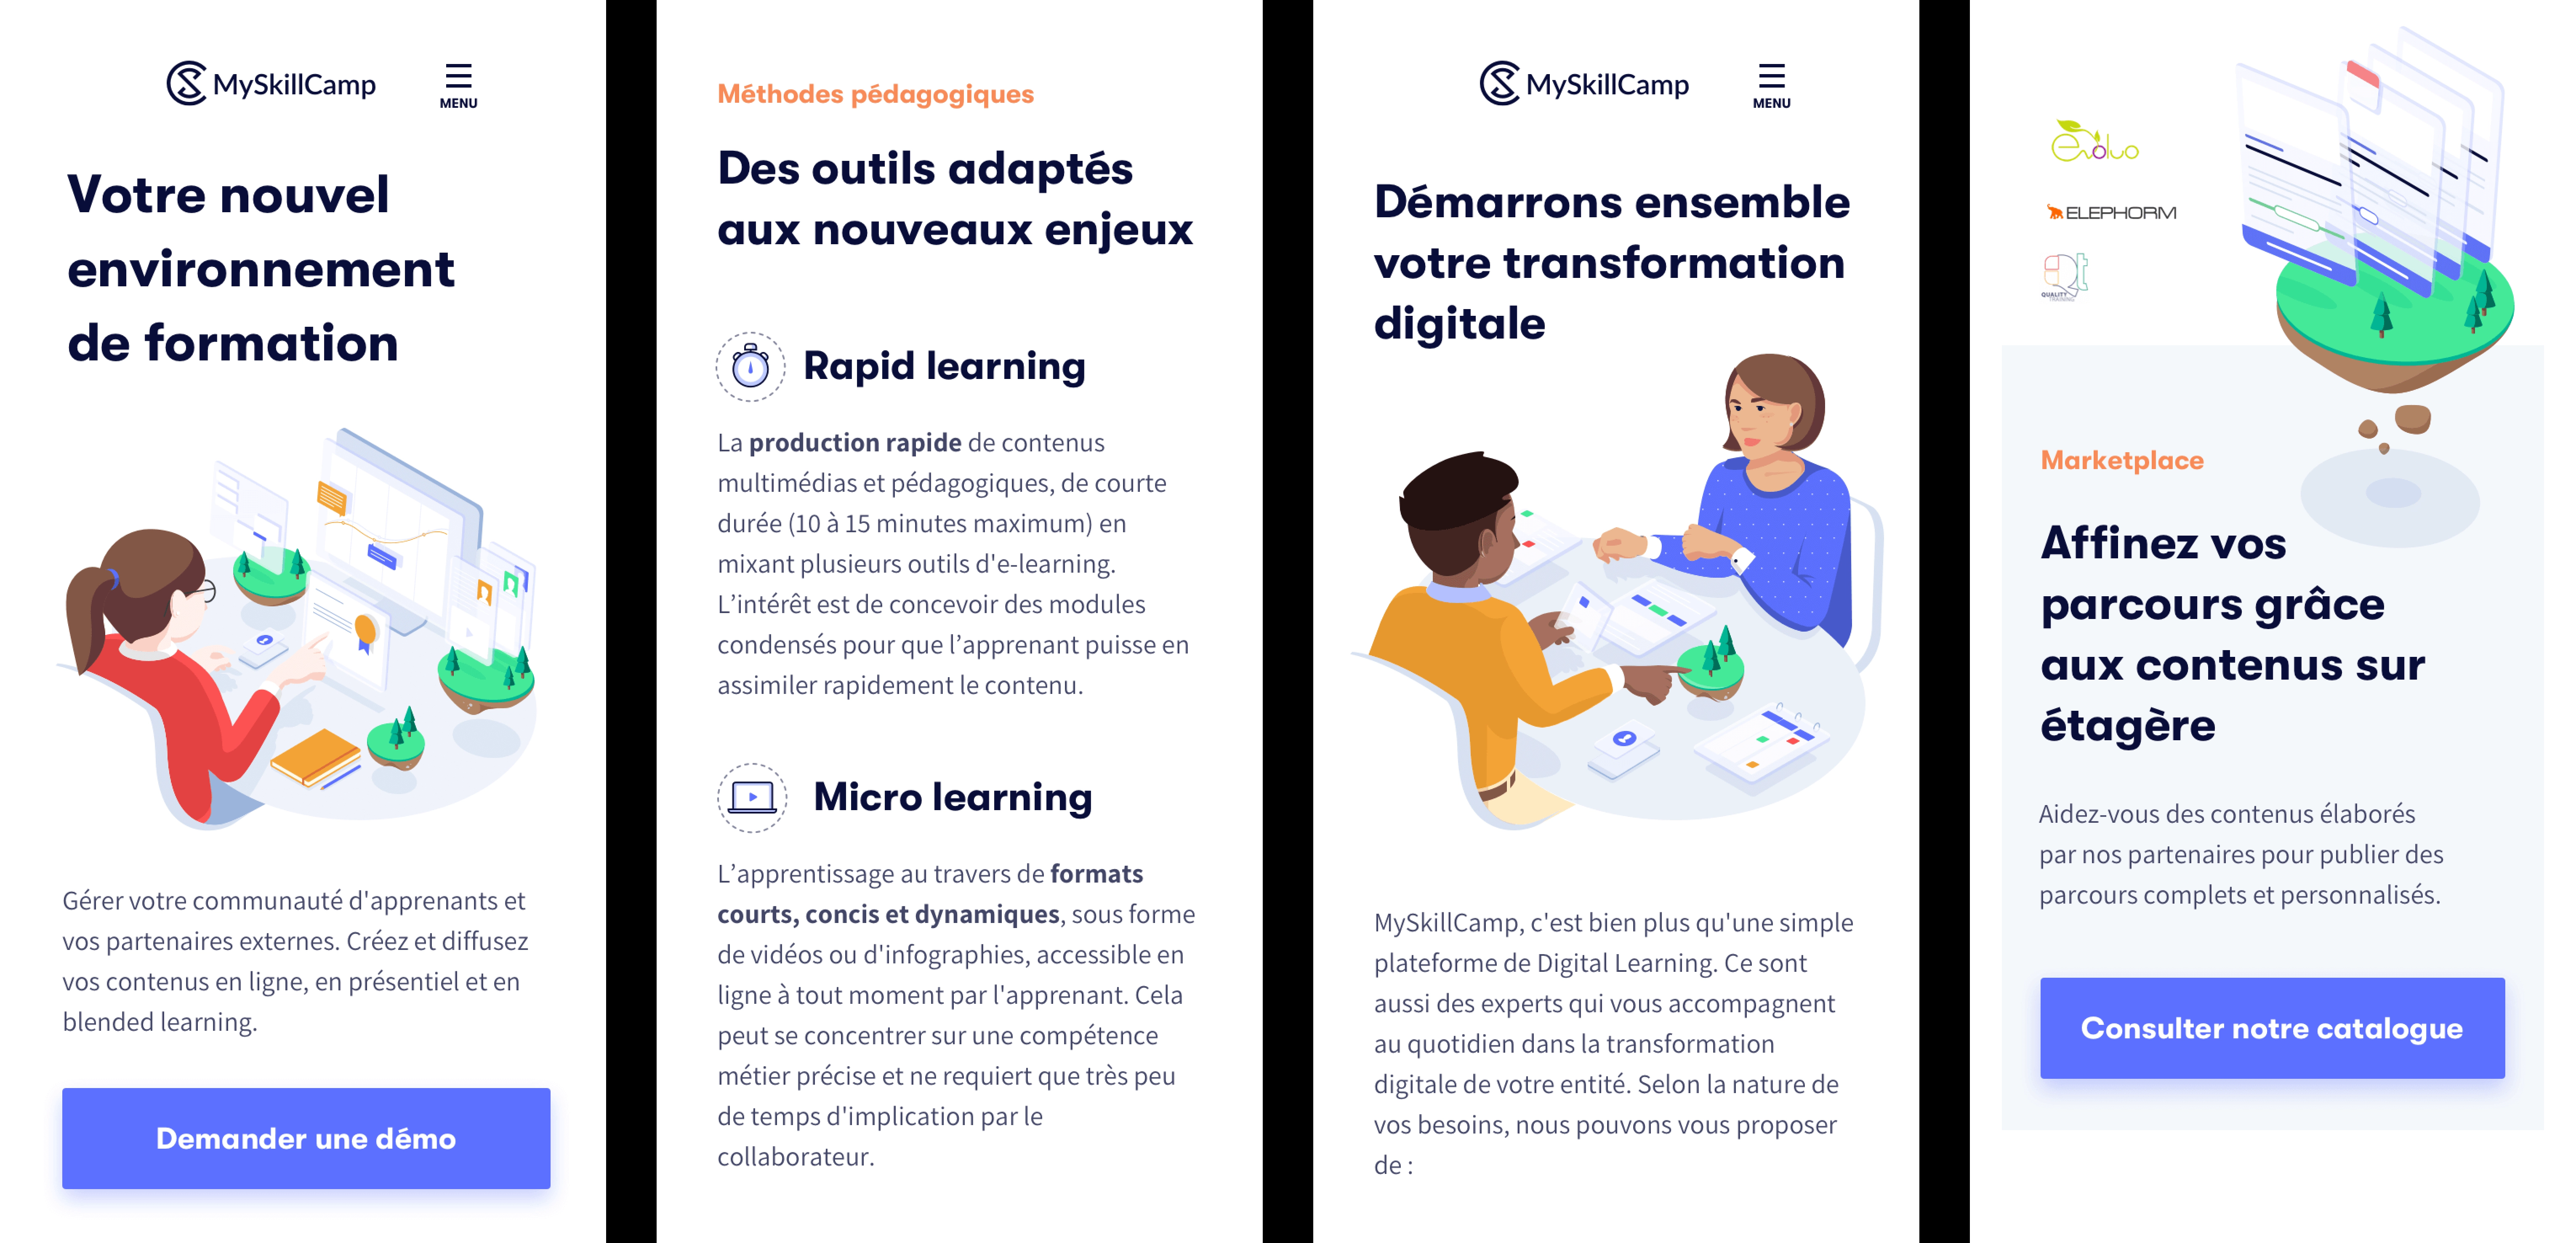 MySkillCamp
MENU
Votre nouvel
environnement
de formation
Gérer votre communauté d'apprenants et
vos partenaires externes. Créez et diffusez
vos contenus en ligne, en présentiel et en
blended learning.
Demander une démo
Méthodes pédagogiques
Des outils adaptés
aux nouveaux enjeux
Rapid learning
La production rapide de contenus
multimédias et pédagogiques, de courte
durée (10 à 15 minutes maximum) en
mixant plusieurs outils d'e-learning.
L’intérêt est de concevoir des modules
condensés pour que l’apprenant puisse en
assimiler rapidement le contenu.
Micro learning
L’apprentissage au travers de formats
courts, concis et dynamiques, sous forme
de vidéos ou d'infographies, accessible en
ligne à tout moment par l'apprenant. Cela
peut se concentrer sur une compétence
métier précise et ne requiert que très peu
de temps d'implication par le
collaborateur.
MySkillCamp
MENU
Démarrons ensemble
votre transformation
digitale
MySkillCamp, c'est bien plus qu'une simple
plateforme de Digital Learning. Ce sont
aussi des experts qui vous accompagnent
au quotidien dans la transformation
digitale de votre entité. Selon la nature de
vos besoins, nous pouvons vous proposer
de :
evoluo
ELEPHORM
Qt
QUALITY
TRAINING
Marketplace
Affinez vos
parcours grâce
aux contenus sur
étagère
Aidez-vous des contenus élaborés
par nos partenaires pour publier des
parcours complets et personnalisés.
Consulter notre catalogue